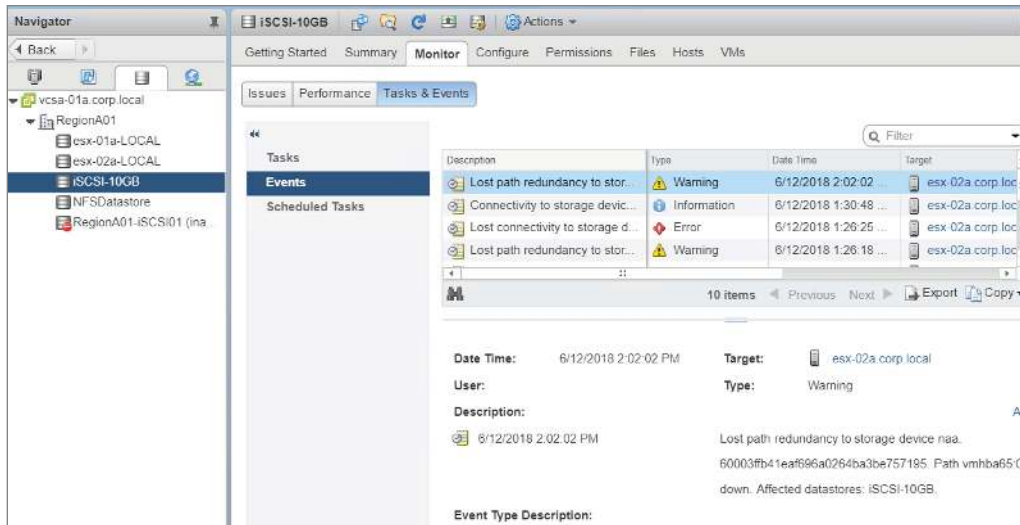 Navigator
iSCSI-10GB Actions
Back
Getting Started Summary Monitor Configure Permissions Files Hosts VMs
Issues Performance Tasks & Events
vcsa-01a.corp.local
RegionA01
esx-01a-LOCAL
esx-02a-LOCAL
iSCSI-10GB
NFSDatastore
RegionA01-iSCSI01 (ina...
Tasks
Events
Scheduled Tasks
Filter
Description Type Date Time Target
Lost path redundancy to stor... Warning 6/12/2018 2:02:02 ... esx-02a.corp.loc
Connectivity to storage devic... Information 6/12/2018 1:30:48 ... esx-02a.corp.loc
Lost connectivity to storage d... Error 6/12/2018 1:26:25 ... esx-02a.corp.loc
Lost path redundancy to stor... Warning 6/12/2018 1:26:18 ... esx-02a.corp.loc
10 items Previous Next Export Copy
Date Time: 6/12/2018 2:02:02 PM Target: esx-02a.corp.local
User: Type: Warning
Description:
6/12/2018 2:02:02 PM Lost path redundancy to storage device naa.
60003ffb41eaf696a0264ba3be757195. Path vmhba65:
down. Affected datastores: iSCSI-10GB.
Event Type Description: